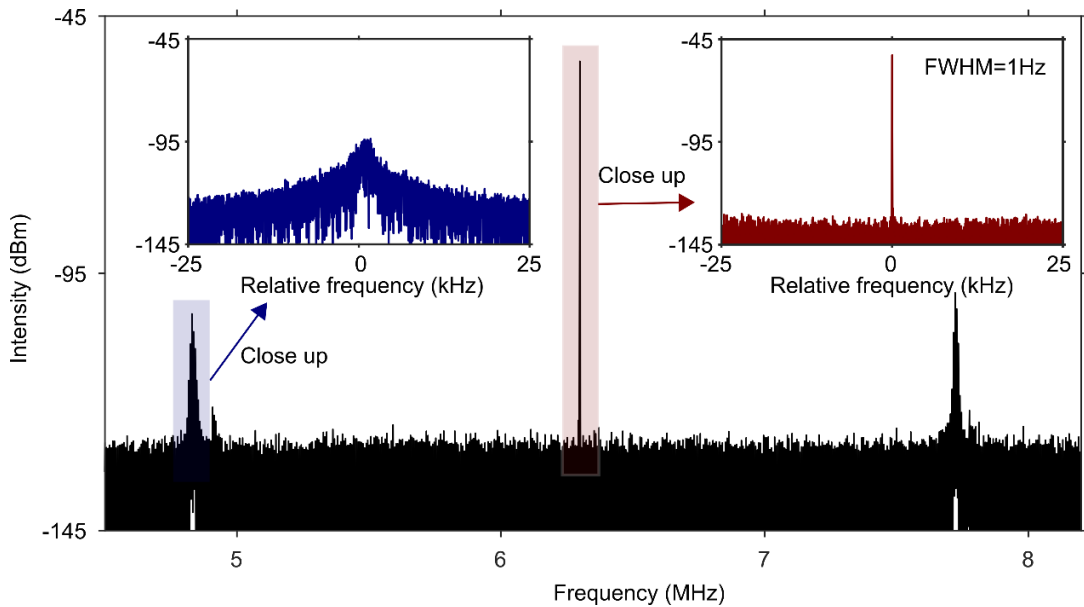 -45
-45
-95
-145
-25
0
25
Relative frequency (kHz)
Close up
-45
-95
-145
-25
0
25
Relative frequency (kHz)
FWHM=1Hz
Close up
-95
-145
5
6
7
8
Intensity (dBm)
Frequency (MHz)